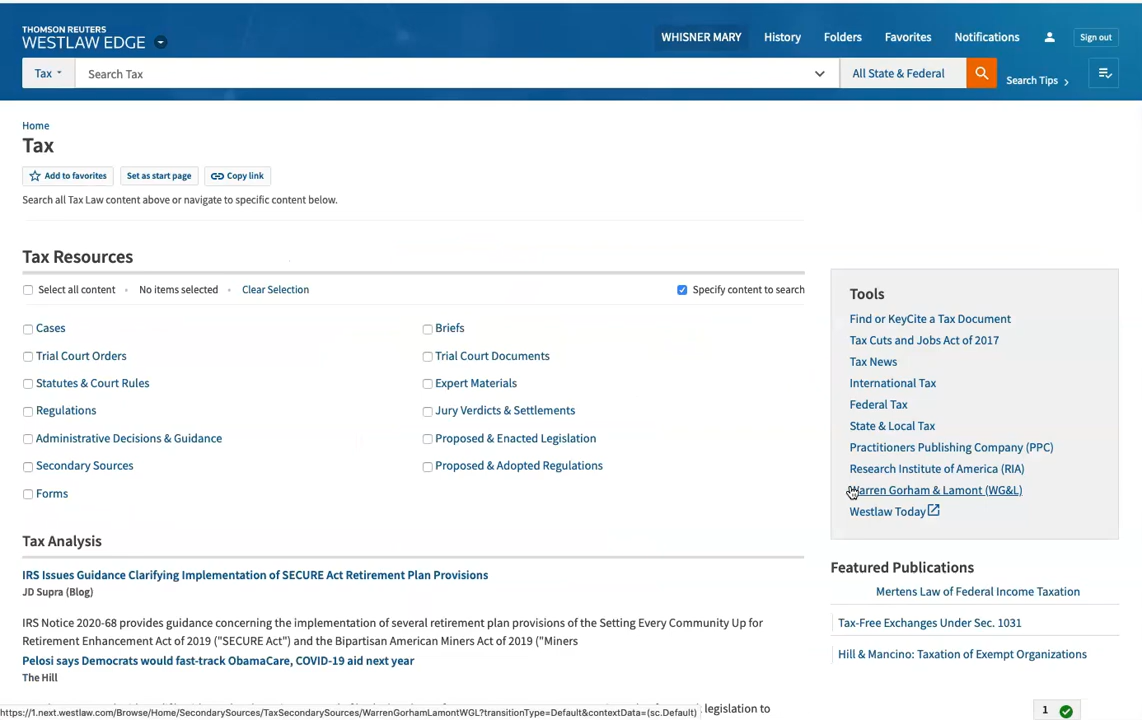 THOMSON REUTERS
WESTLAW EDGE
WHISNER MARY History Folders Favorites Notifications Sign out
Tax Search Tax All State & Federal Search Tips
Home
Tax
Add to favorites Set as start page Copy link
Search all Tax Law content above or navigate to specific content below.
Tax Resources
Select all content • No items selected • Clear Selection Specify content to search
Cases
Trial Court Orders
Statutes & Court Rules
Regulations
Administrative Decisions & Guidance
Secondary Sources
Forms
Briefs
Trial Court Documents
Expert Materials
Jury Verdicts & Settlements
Proposed & Enacted Legislation
Proposed & Adopted Regulations
Tools
Find or KeyCite a Tax Document
Tax Cuts and Jobs Act of 2017
Tax News
International Tax
Federal Tax
State & Local Tax
Practitioners Publishing Company (PPC)
Research Institute of America (RIA)
Warren Gorham & Lamont (WG&L)
Westlaw Today
Tax Analysis
IRS Issues Guidance Clarifying Implementation of SECURE Act Retirement Plan Provisions
JD Supra (Blog)
IRS Notice 2020-68 provides guidance concerning the implementation of several retirement plan provisions of the Setting Every Community Up for
Retirement Enhancement Act of 2019 ("SECURE Act") and the Bipartisan American Miners Act of 2019 ("Miners
Pelosi says Democrats would fast-track ObamaCare, COVID-19 aid next year
The Hill
legislation to
Featured Publications
Mertens Law of Federal Income Taxation
Tax-Free Exchanges Under Sec. 1031
Hill & Mancino: Taxation of Exempt Organizations
https://1.next.westlaw.com/Browse/Home/SecondarySources/TaxSecondarySources/WarrenGorhamLamontWGL?transitionType=Default&contextData=(sc.Default)
1